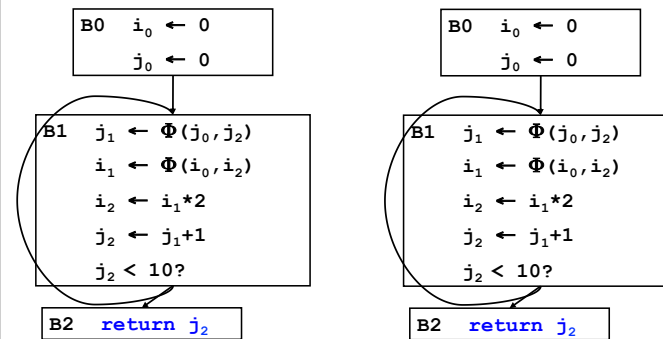 B0 i₀ ← 0
j₀ ← 0
B1 j₁ ← Φ(j₀,j₂)
i₁ ← Φ(i₀,i₂)
i₂ ← i₁*2
j₂ ← j₁+1
j₂ < 10?
B2 return j₂
B0 i₀ ← 0
j₀ ← 0
B1 j₁ ← Φ(j₀,j₂)
i₁ ← Φ(i₀,i₂)
i₂ ← i₁*2
j₂ ← j₁+1
j₂ < 10?
B2 return j₂